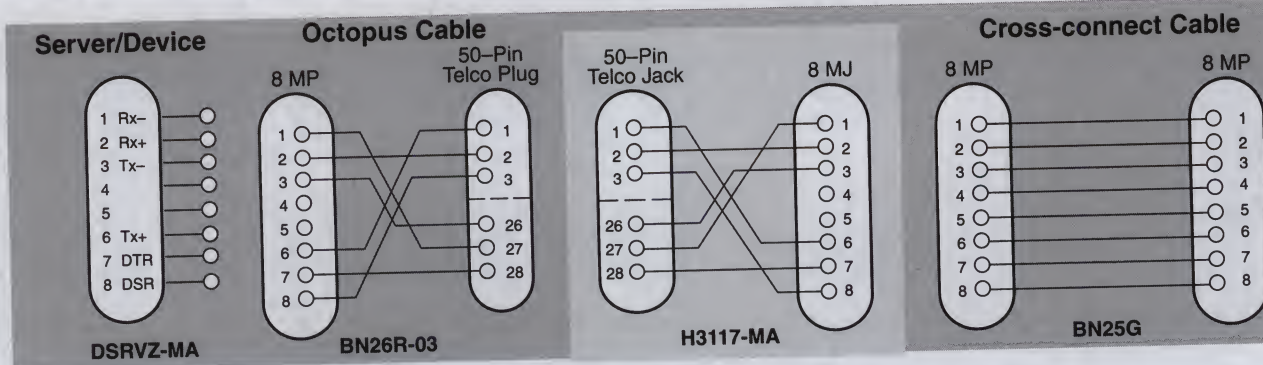 Server/Device
1 Rx–
2 Rx+
3 Tx–
4
5
6 Tx+
7 DTR
8 DSR
DSRVZ-MA
Octopus Cable
8 MP
1
2
3
4
5
6
7
8
50–Pin
Telco Plug
1
2
3
26
27
28
BN26R-03
50–Pin
Telco Jack
1
2
3
26
27
28
8 MJ
1
2
3
4
5
6
7
8
H3117-MA
Cross-connect Cable
8 MP
1
2
3
4
5
6
7
8
8 MP
1
2
3
4
5
6
7
8
BN25G